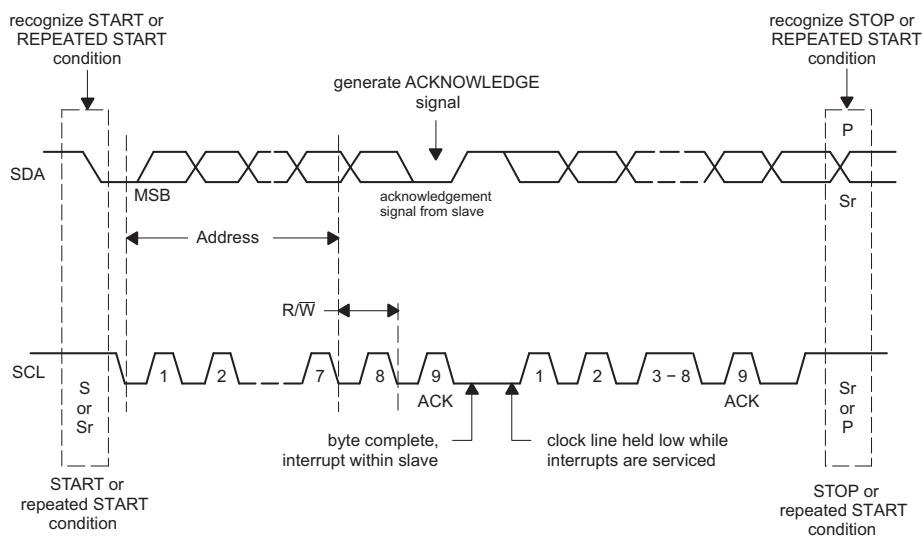 recognize START or
REPEATED START
condition
recognize STOP or
REPEATED START
condition
generate ACKNOWLEDGE
signal
P
SDA
MSB
acknowledgement
signal from slave
Sr
Address
R/W̅
SCL
S
or
Sr
1
2
7
8
9
ACK
1
2
3 – 8
9
ACK
Sr
or
P
byte complete,
interrupt within slave
clock line held low while
interrupts are serviced
START or
repeated START
condition
STOP or
repeated START
condition